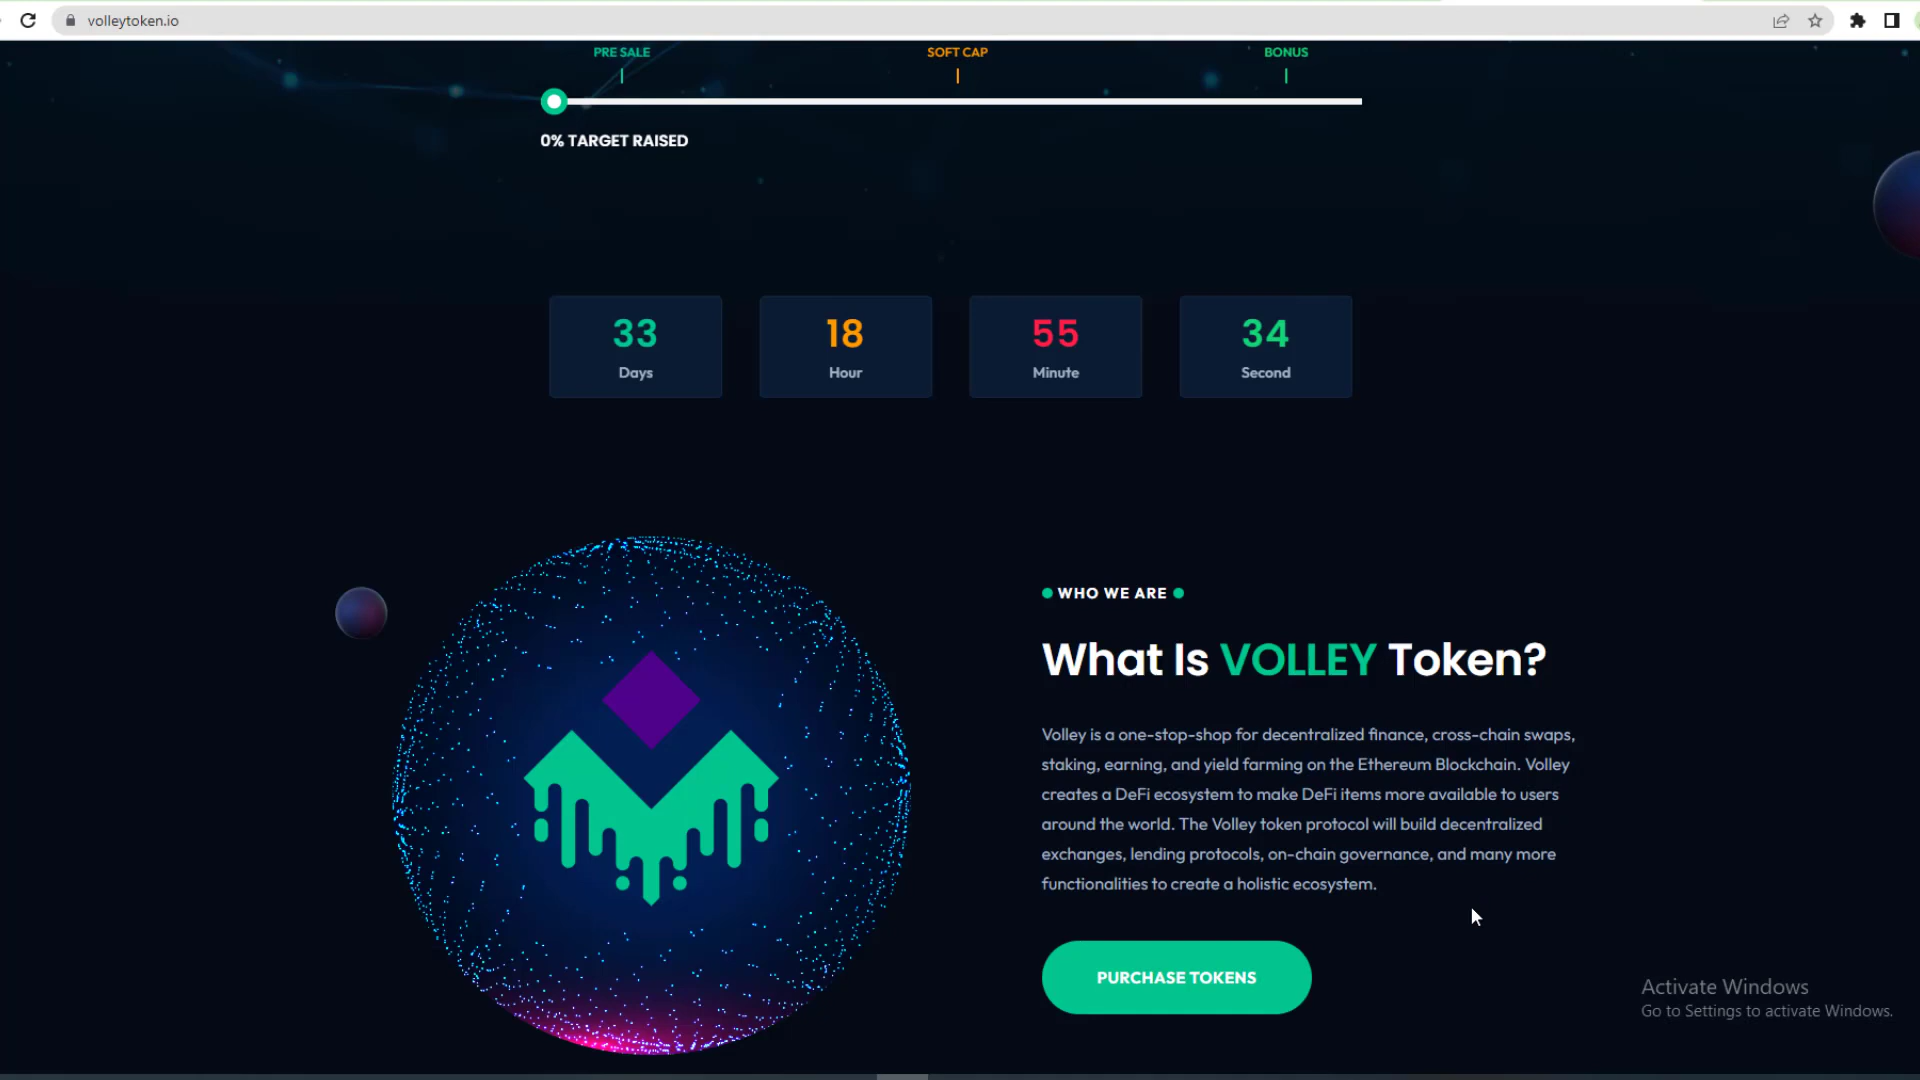 volleytoken.io
PRE SALE SOFT CAP BONUS
0% TARGET RAISED
33 18 55 34
Days Hour Minute Second
WHO WE ARE
What Is VOLLEY Token?
Volley is a one-stop-shop for decentralized finance, cross-chain swaps,
staking, earning, and yield farming on the Ethereum Blockchain. Volley
creates a DeFi ecosystem to make DeFi items more available to users
around the world. The Volley token protocol will build decentralized
exchanges, lending protocols, on-chain governance, and many more
functionalities to create a holistic ecosystem.
PURCHASE TOKENS
Activate Windows
Go to Settings to activate Windows.